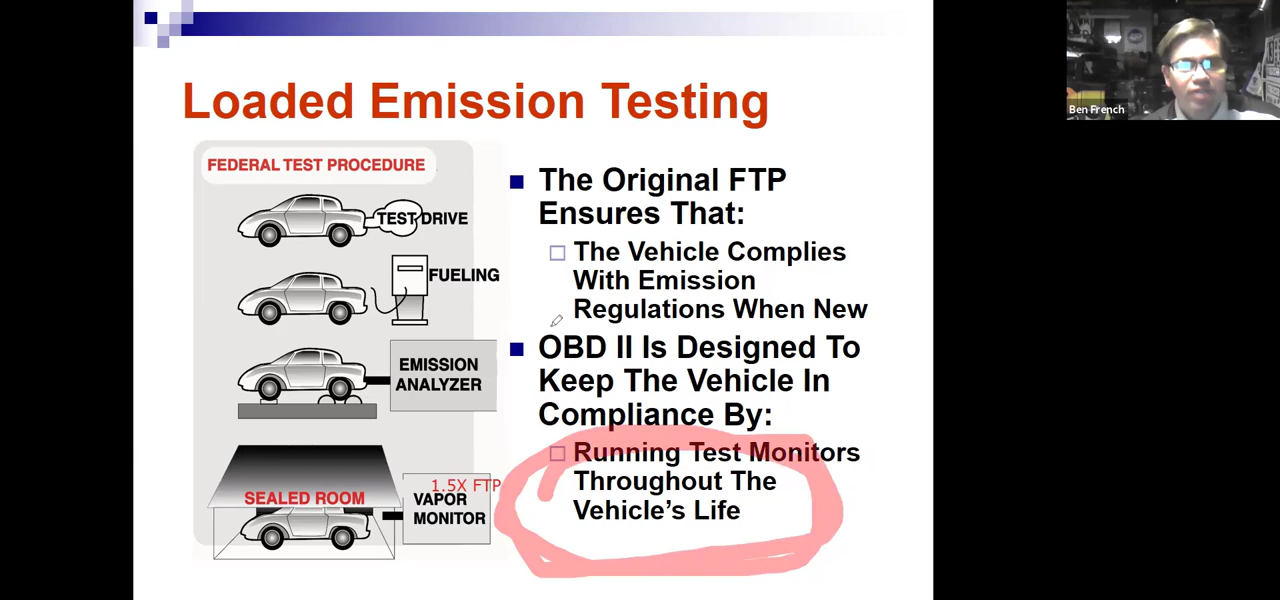 Loaded Emission Testing
FEDERAL TEST PROCEDURE
TEST DRIVE
FUELING
EMISSION
ANALYZER
SEALED ROOM
1.5X FTP
VAPOR
MONITOR
The Original FTP
Ensures That:
The Vehicle Complies
With Emission
Regulations When New
OBD II Is Designed To
Keep The Vehicle In
Compliance By:
Running Test Monitors
Throughout The
Vehicle’s Life
Ben French